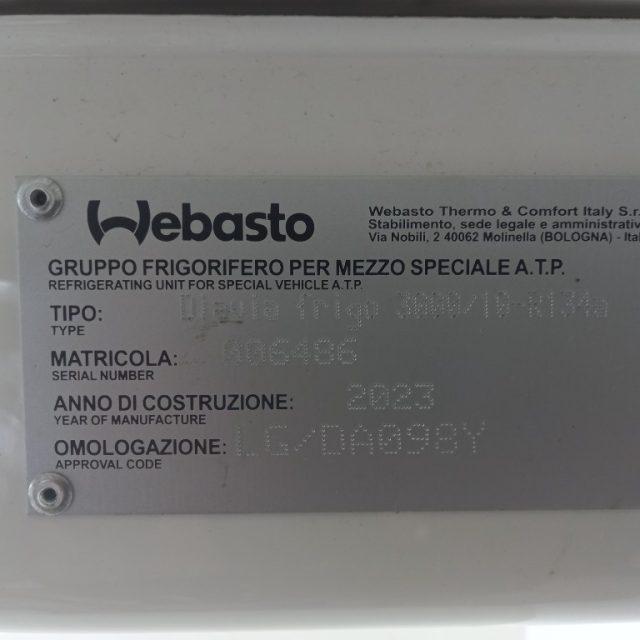 Webasto
Webasto Thermo & Comfort Italy S.r.
Stabilimento, sede legale e amministrativ
Via Nobili, 2 40062 Molinella (BOLOGNA) - Ita
GRUPPO FRIGORIFERO PER MEZZO SPECIALE A.T.P.
REFRIGERATING UNIT FOR SPECIAL VEHICLE A.T.P.
TIPO: Diavia frigo 3000/10-R134a
TYPE
MATRICOLA: 006486
SERIAL NUMBER
ANNO DI COSTRUZIONE: 2023
YEAR OF MANUFACTURE
OMOLOGAZIONE: LG/DA098Y
APPROVAL CODE